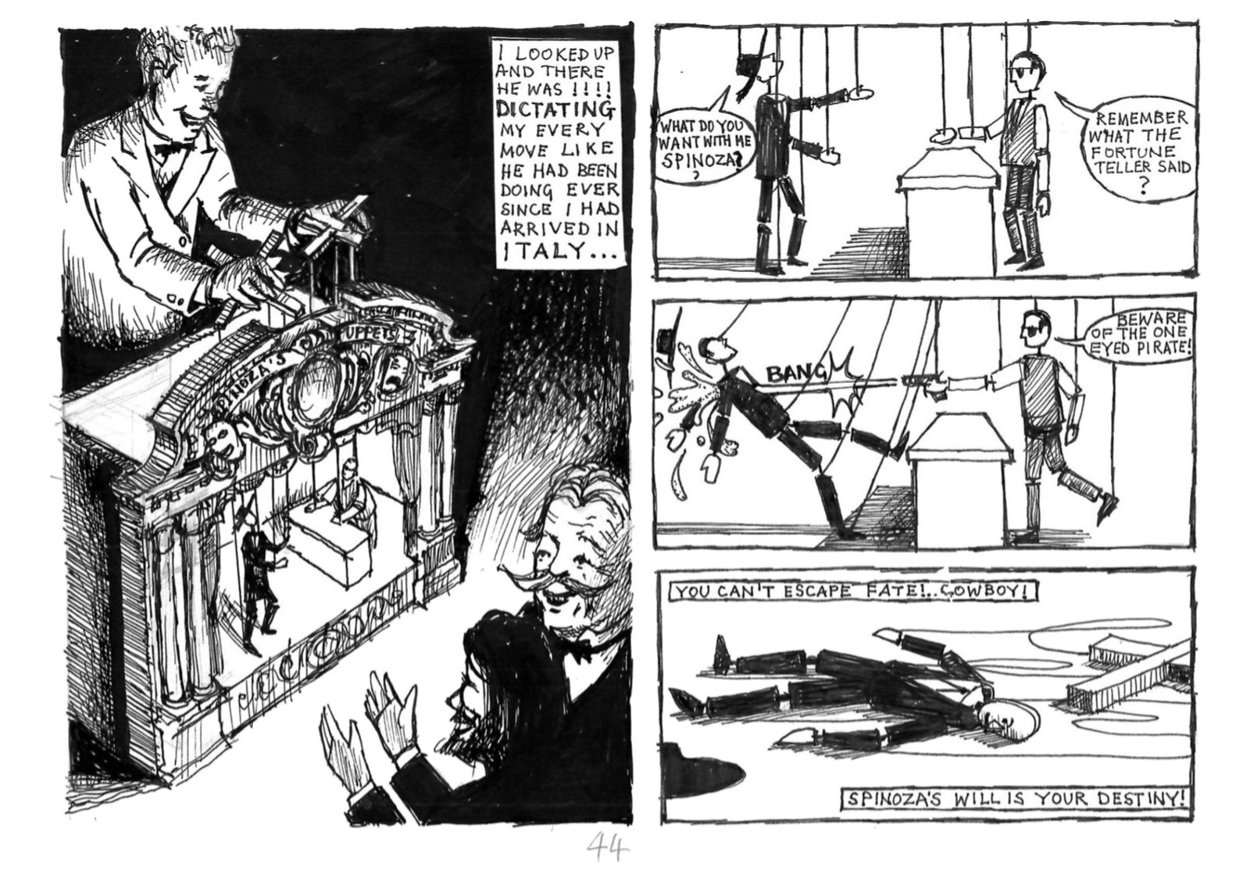 I LOOKED UP
AND THERE
HE WAS !!!!
DICTATING
MY EVERY
MOVE LIKE
HE HAD BEEN
DOING EVER
SINCE I HAD
ARRIVED IN
ITALY...
SPINOZA'S PUPPETS
WHAT DO YOU
WANT WITH ME
SPINOZA?
?
REMEMBER
WHAT THE
FORTUNE
TELLER SAID
?
BANG
BEWARE
OF THE ONE
EYED PIRATE!
YOU CAN'T ESCAPE FATE!..COWBOY!
SPINOZA'S WILL IS YOUR DESTINY!
44